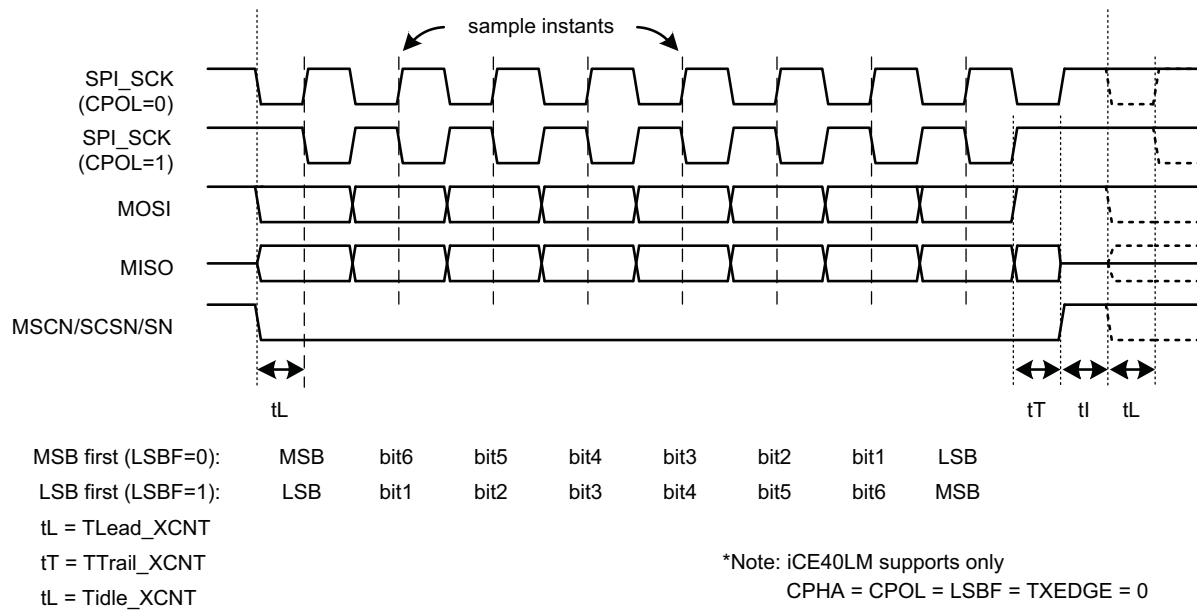 sample instants
SPI_SCK
(CPOL=0)
SPI_SCK
(CPOL=1)
MOSI
MISO
MSCN/SCSN/SN
tL tT tI tL
MSB first (LSBF=0): MSB bit6 bit5 bit4 bit3 bit2 bit1 LSB
LSB first (LSBF=1): LSB bit1 bit2 bit3 bit4 bit5 bit6 MSB
tL = TLead_XCNT
tT = TTrail_XCNT
tL = Tidle_XCNT
*Note: iCE40LM supports only
CPHA = CPOL = LSBF = TXEDGE = 0